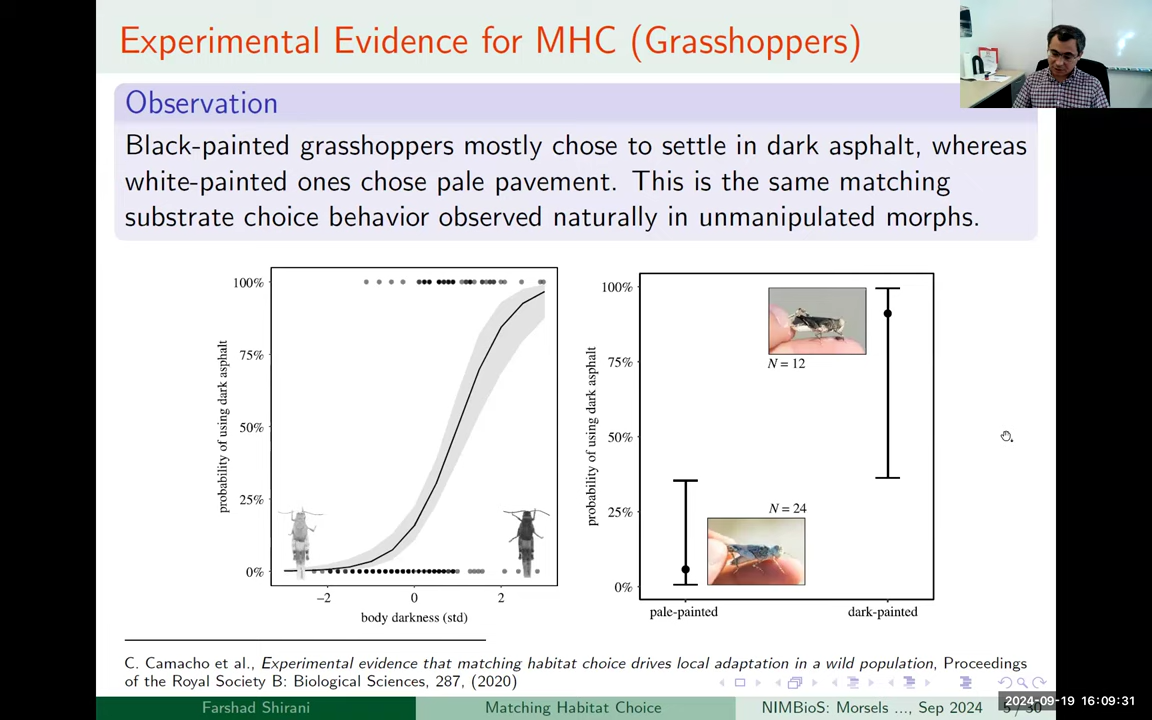 Experimental Evidence for MHC (Grasshoppers)
Observation
Black-painted grasshoppers mostly chose to settle in dark asphalt, whereas
white-painted ones chose pale pavement. This is the same matching
substrate choice behavior observed naturally in unmanipulated morphs.
probability of using dark asphalt
100%
75%
50%
25%
0%
−2
0
2
body darkness (std)
probability of using dark asphalt
100%
75%
50%
25%
0%
N = 12
N = 24
pale-painted
dark-painted
C. Camacho et al., Experimental evidence that matching habitat choice drives local adaptation in a wild population, Proceedings
of the Royal Society B: Biological Sciences, 287, (2020)
Farshad Shirani
Matching Habitat Choice
NIMBioS: Morsels ..., Sep 2024
2024-09-19 16:09:31